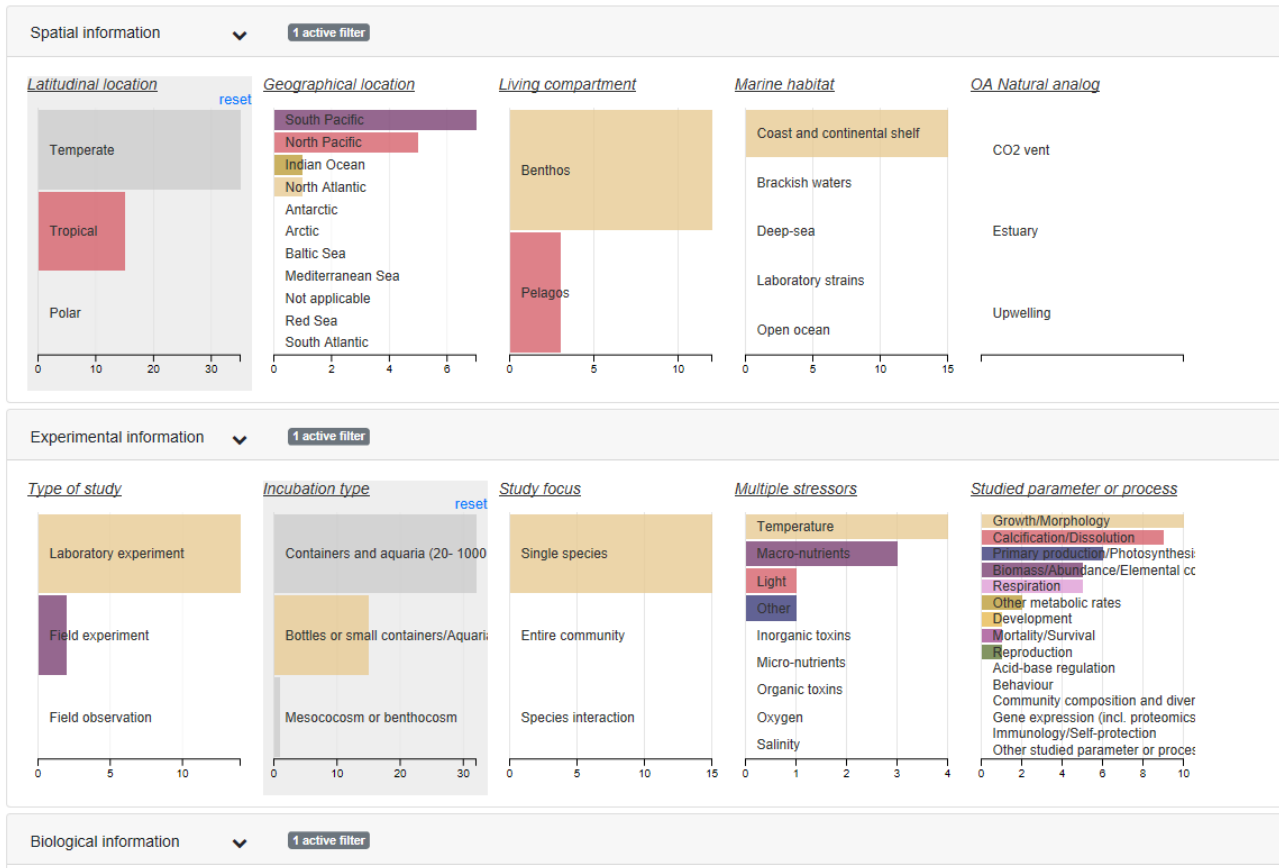 Spatial information
1 active filter
Latitudinal location
reset
Temperate
Tropical
Polar
0 10 20 30
Geographical location
South Pacific
North Pacific
Indian Ocean
North Atlantic
Antarctic
Arctic
Baltic Sea
Mediterranean Sea
Not applicable
Red Sea
South Atlantic
0 2 4 6
Living compartment
Benthos
Pelagos
0 5 10
Marine habitat
Coast and continental shelf
Brackish waters
Deep-sea
Laboratory strains
Open ocean
0 5 10 15
OA Natural analog
CO2 vent
Estuary
Upwelling
Experimental information
1 active filter
Type of study
Laboratory experiment
Field experiment
Field observation
0 5 10
Incubation type
reset
Containers and aquaria (20- 1000
Bottles or small containers/Aquari
Mesococosm or benthocosm
0 10 20 30
Study focus
Single species
Entire community
Species interaction
0 5 10 15
Multiple stressors
Temperature
Macro-nutrients
Light
Other
Inorganic toxins
Micro-nutrients
Organic toxins
Oxygen
Salinity
0 1 2 3 4
Studied parameter or process
Growth/Morphology
Calcification/Dissolution
Primary production/Photosynthesi
Biomass/Abundance/Elemental co
Respiration
Other metabolic rates
Development
Mortality/Survival
Reproduction
Acid-base regulation
Behaviour
Community composition and diver
Gene expression (incl. proteomics
Immunology/Self-protection
Other studied parameter or proces
0 2 4 6 8 10
Biological information
1 active filter